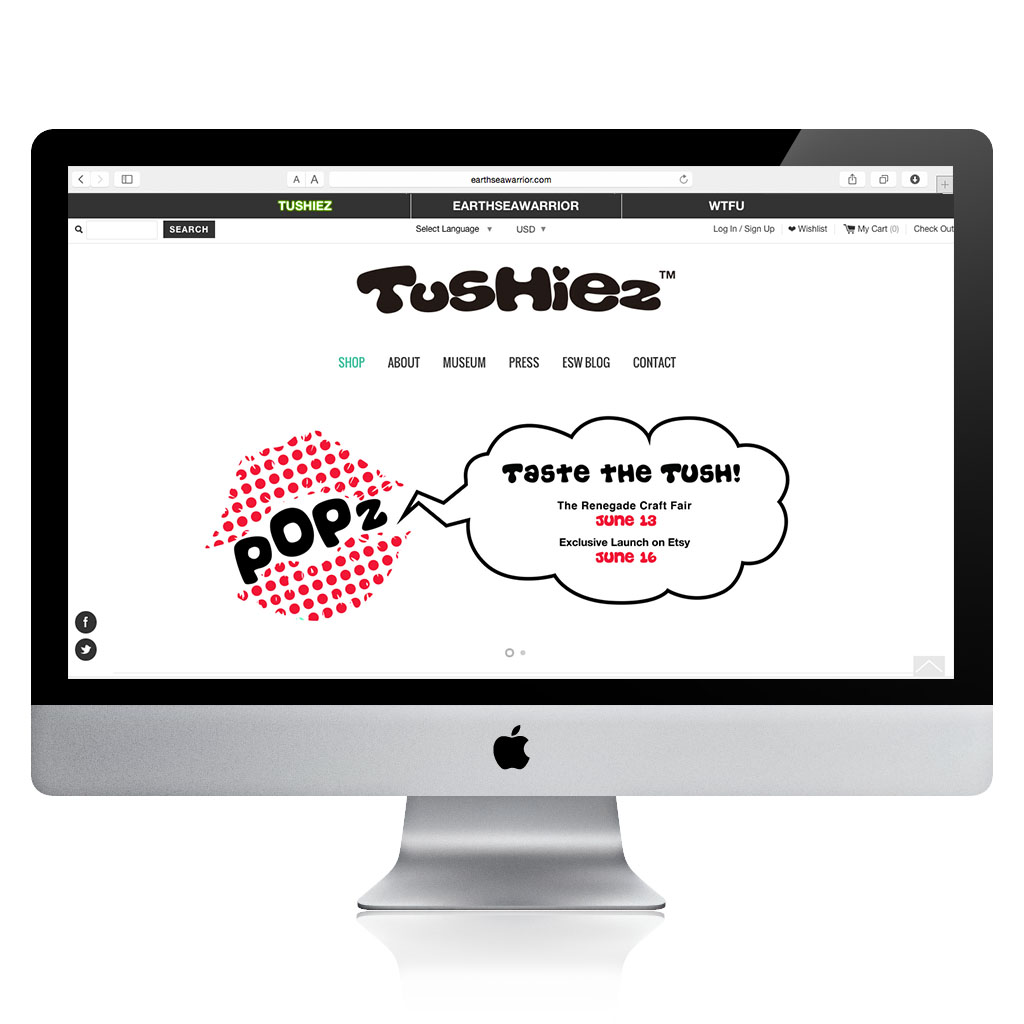 A A earthseawarrior.com
TUSHIEZ EARTHSEAWARRIOR WTFU
SEARCH Select Language ▼ USD ▼ Log In / Sign Up ❤ Wishlist My Cart (0) Check Out
TusHiez™
SHOP ABOUT MUSEUM PRESS ESW BLOG CONTACT
POPz
Taste the Tush!
The Renegade Craft Fair
June 13
Exclusive Launch on Etsy
June 16